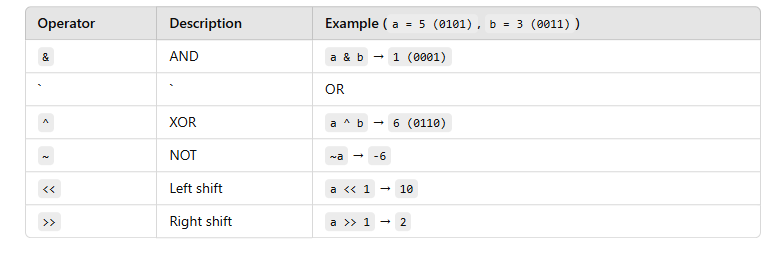 Operator Description Example ( a = 5 (0101), b = 3 (0011) )
& AND a & b → 1 (0001)
` ` OR
^ XOR a ^ b → 6 (0110)
~ NOT ~a → -6
<< Left shift a << 1 → 10
>> Right shift a >> 1 → 2